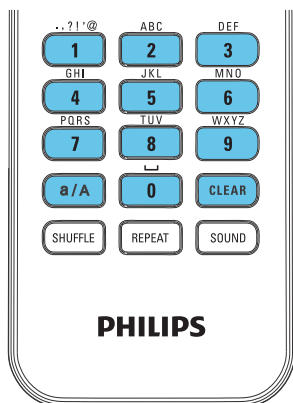 .,?!'@ ABC DEF
1 2 3
GHI JKL MNO
4 5 6
PQRS TUV WXYZ
7 8 9
a/A 0 CLEAR
SHUFFLE REPEAT SOUND
PHILIPS